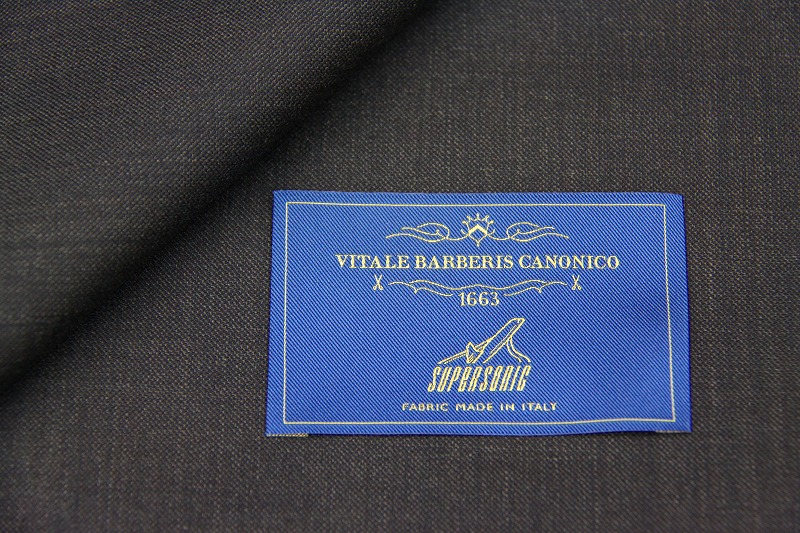 VITALE BARBERIS CANONICO
1663
SUPERSONIC
FABRIC MADE IN ITALY